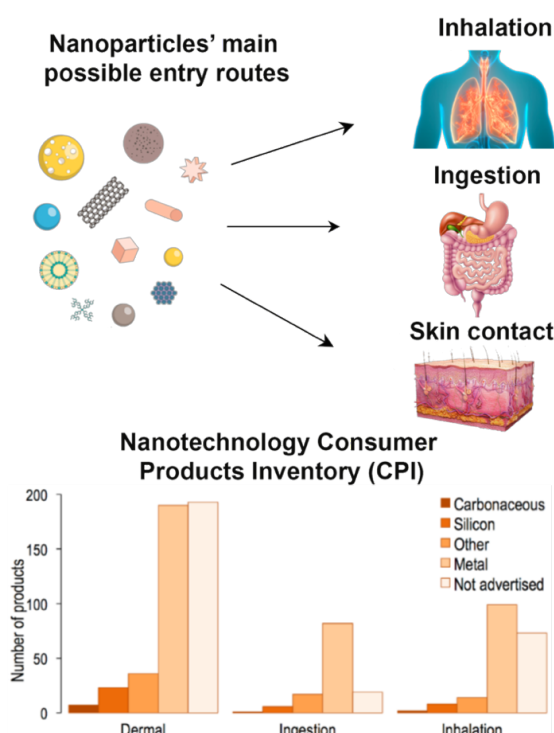 Nanoparticles' main
possible entry routes
Inhalation
Ingestion
Skin contact
Nanotechnology Consumer
Products Inventory (CPI)
Number of products
200
150
100
50
0
Carbonaceous
Silicon
Other
Metal
Not advertised
Dermal
Ingestion
Inhalation